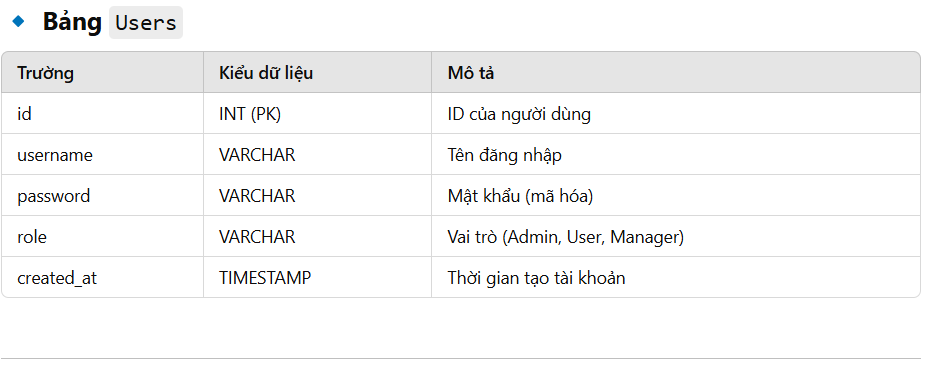 Bảng Users
Trường Kiểu dữ liệu Mô tả
id INT (PK) ID của người dùng
username VARCHAR Tên đăng nhập
password VARCHAR Mật khẩu (mã hóa)
role VARCHAR Vai trò (Admin, User, Manager)
created_at TIMESTAMP Thời gian tạo tài khoản